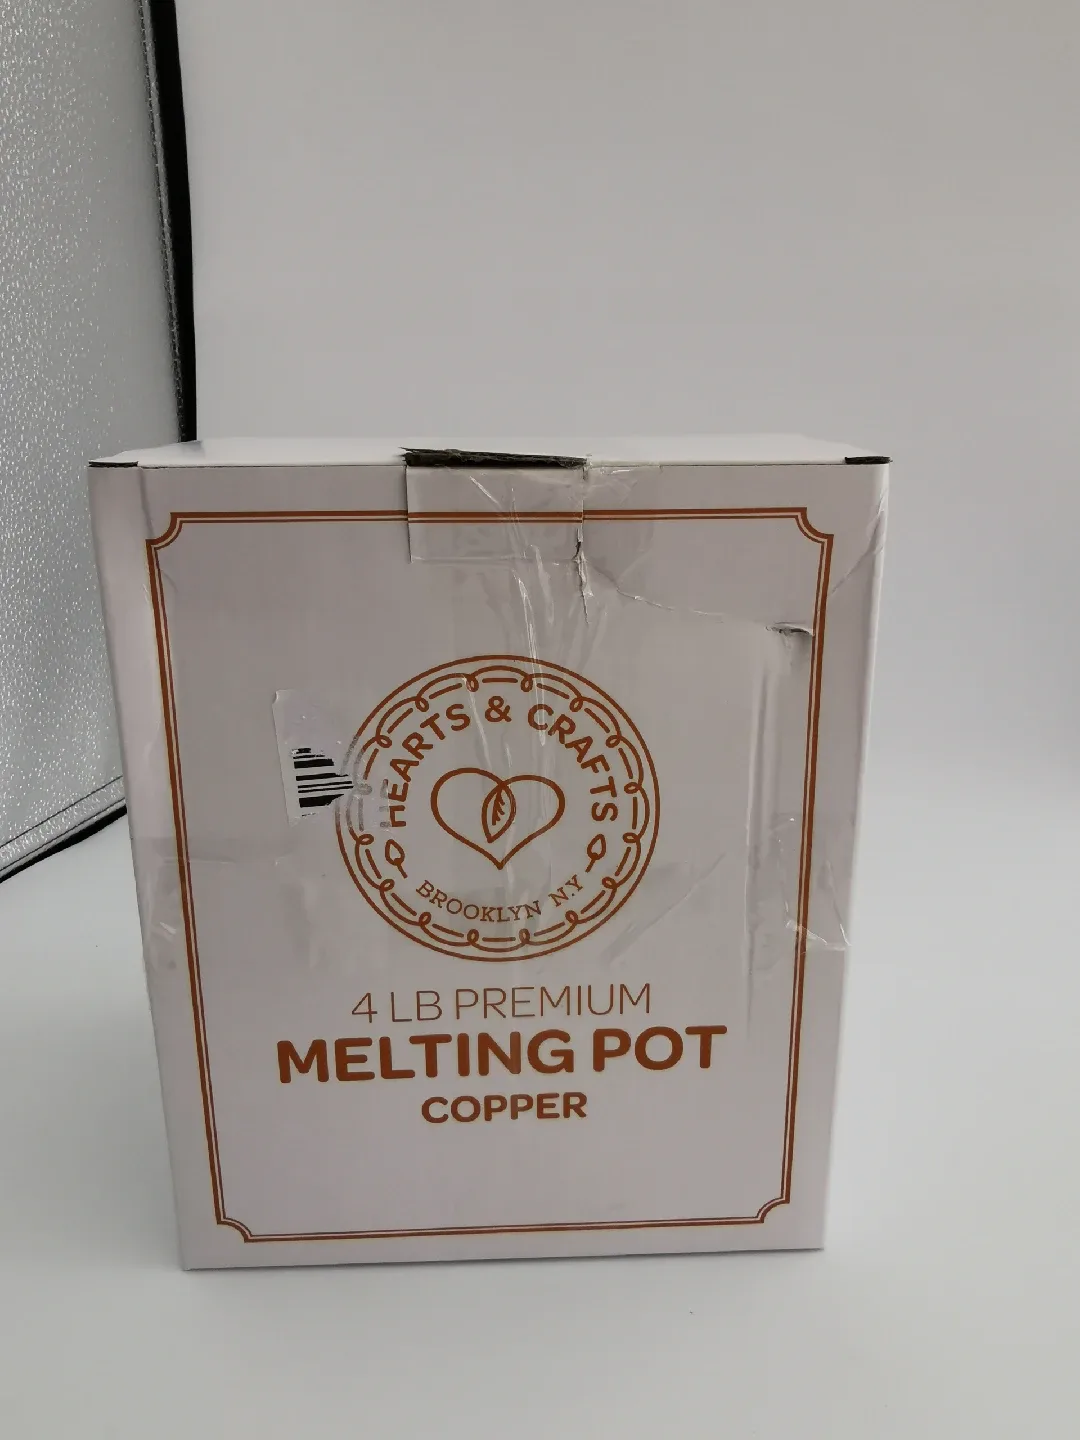 HEARTS & CRAFTS
BROOKLYN N.Y
4 LB PREMIUM
MELTING POT
COPPER